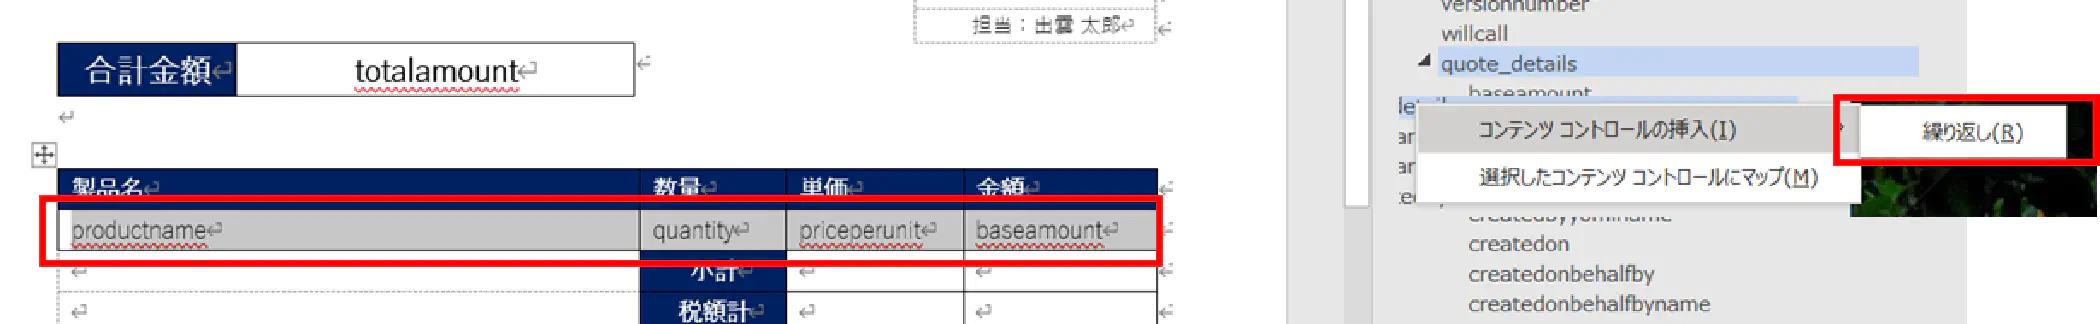 担当：出雲 太郎
合計金額 totalamount
製品名 数量 単価 金額
productname quantity priceperunit baseamount
小計
税額計
versionnumber
willcall
quote_details
baseamount
コンテンツ コントロールの挿入(I)
繰り返し(R)
選択したコンテンツ コントロールにマップ(M)
createdbyyominame
createdon
createdonbehalfby
createdonbehalfbyname